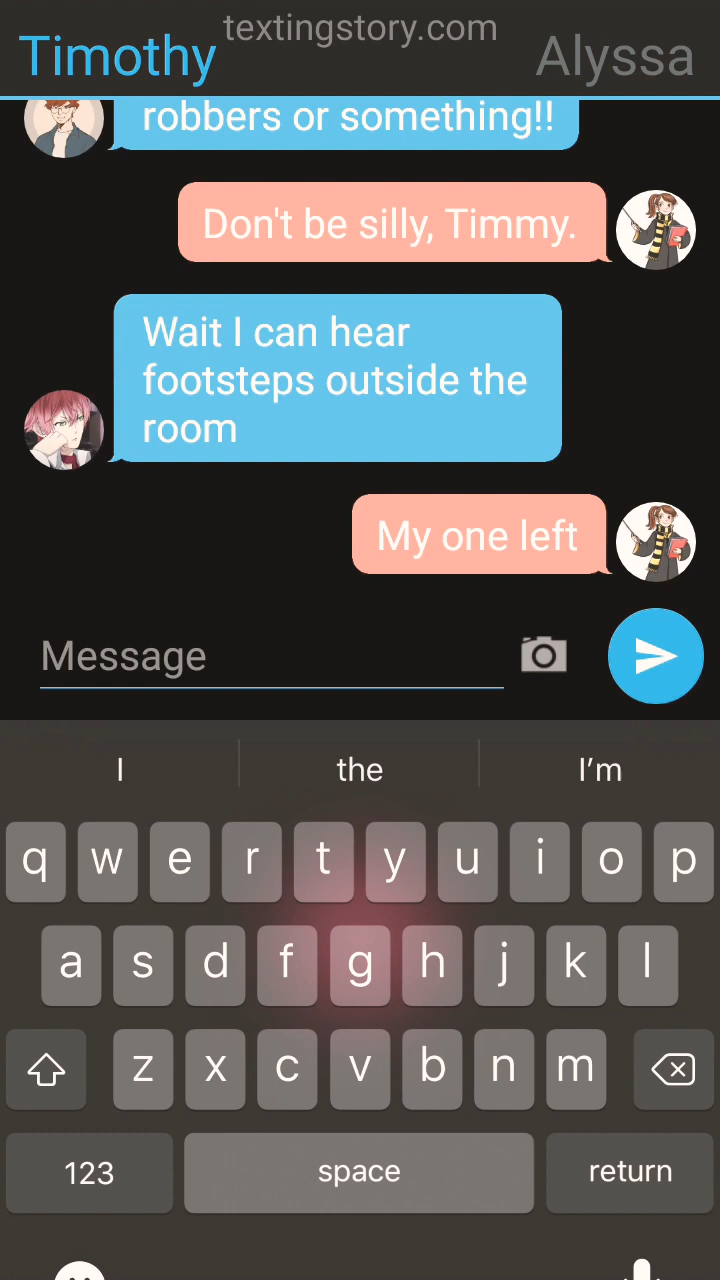 textingstory.com
Timothy
Alyssa
robbers or something!!
Don't be silly, Timmy.
Wait I can hear
footsteps outside the
room
My one left
Message
I
the
I’m
q w e r t y u i o p
a s d f g h j k l
z x c v b n m
123
space
return